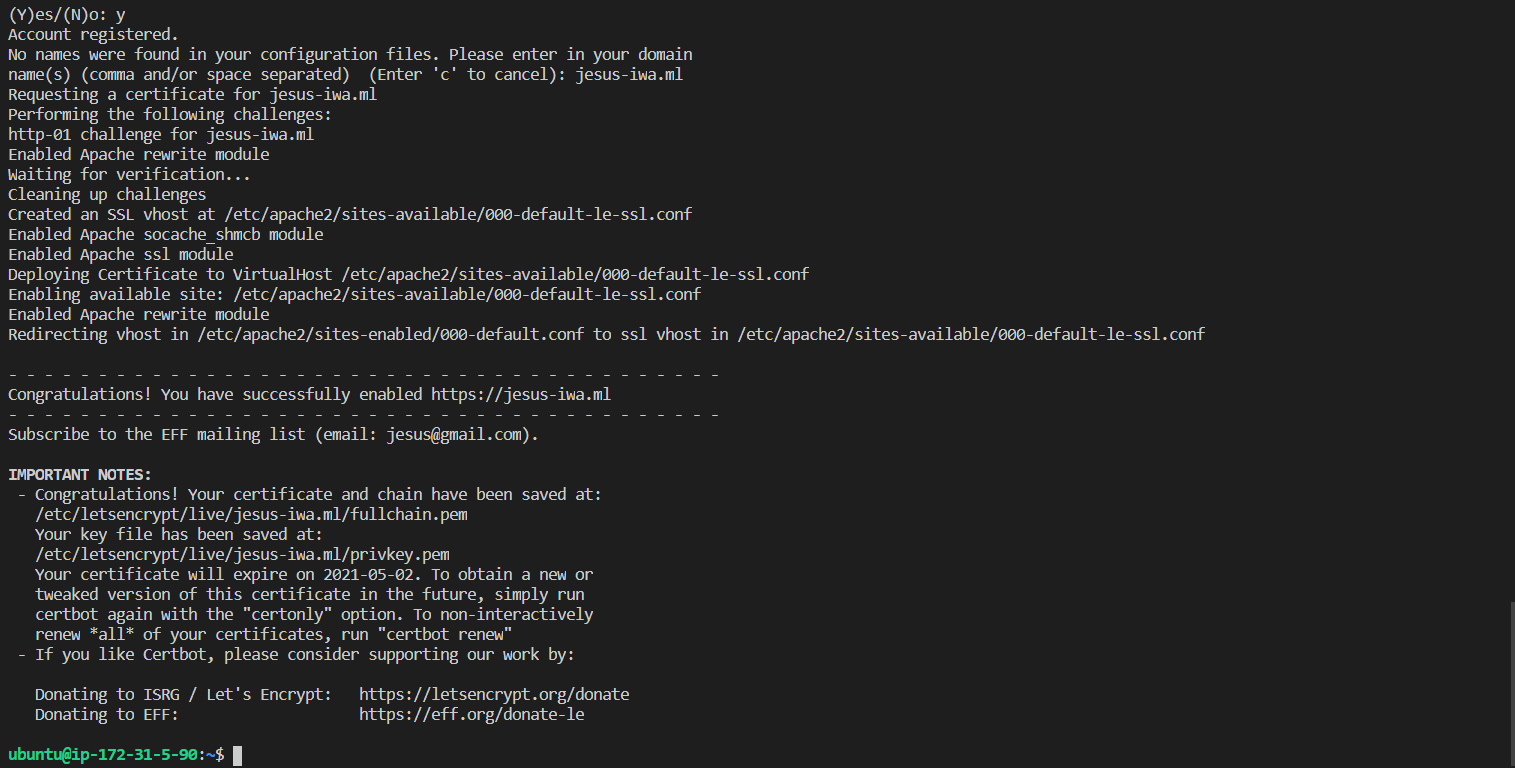 (Y)es/(N)o: y
Account registered.
No names were found in your configuration files. Please enter in your domain
name(s) (comma and/or space separated)  (Enter 'c' to cancel): jesus-iwa.ml
Requesting a certificate for jesus-iwa.ml
Performing the following challenges:
http-01 challenge for jesus-iwa.ml
Enabled Apache rewrite module
Waiting for verification...
Cleaning up challenges
Created an SSL vhost at /etc/apache2/sites-available/000-default-le-ssl.conf
Enabled Apache socache_shmcb module
Enabled Apache ssl module
Deploying Certificate to VirtualHost /etc/apache2/sites-available/000-default-le-ssl.conf
Enabling available site: /etc/apache2/sites-available/000-default-le-ssl.conf
Enabled Apache rewrite module
Redirecting vhost in /etc/apache2/sites-enabled/000-default.conf to ssl vhost in /etc/apache2/sites-available/000-default-le-ssl.conf

- - - - - - - - - - - - - - - - - - - - - - - - - - - - - - - - - - - - - - - -
Congratulations! You have successfully enabled https://jesus-iwa.ml
- - - - - - - - - - - - - - - - - - - - - - - - - - - - - - - - - - - - - - - -
Subscribe to the EFF mailing list (email: jesus@gmail.com).

IMPORTANT NOTES:
 - Congratulations! Your certificate and chain have been saved at:
   /etc/letsencrypt/live/jesus-iwa.ml/fullchain.pem
   Your key file has been saved at:
   /etc/letsencrypt/live/jesus-iwa.ml/privkey.pem
   Your certificate will expire on 2021-05-02. To obtain a new or
   tweaked version of this certificate in the future, simply run
   certbot again with the "certonly" option. To non-interactively
   renew *all* of your certificates, run "certbot renew"
 - If you like Certbot, please consider supporting our work by:

   Donating to ISRG / Let's Encrypt:   https://letsencrypt.org/donate
   Donating to EFF:                    https://eff.org/donate-le

ubuntu@ip-172-31-5-90:~$